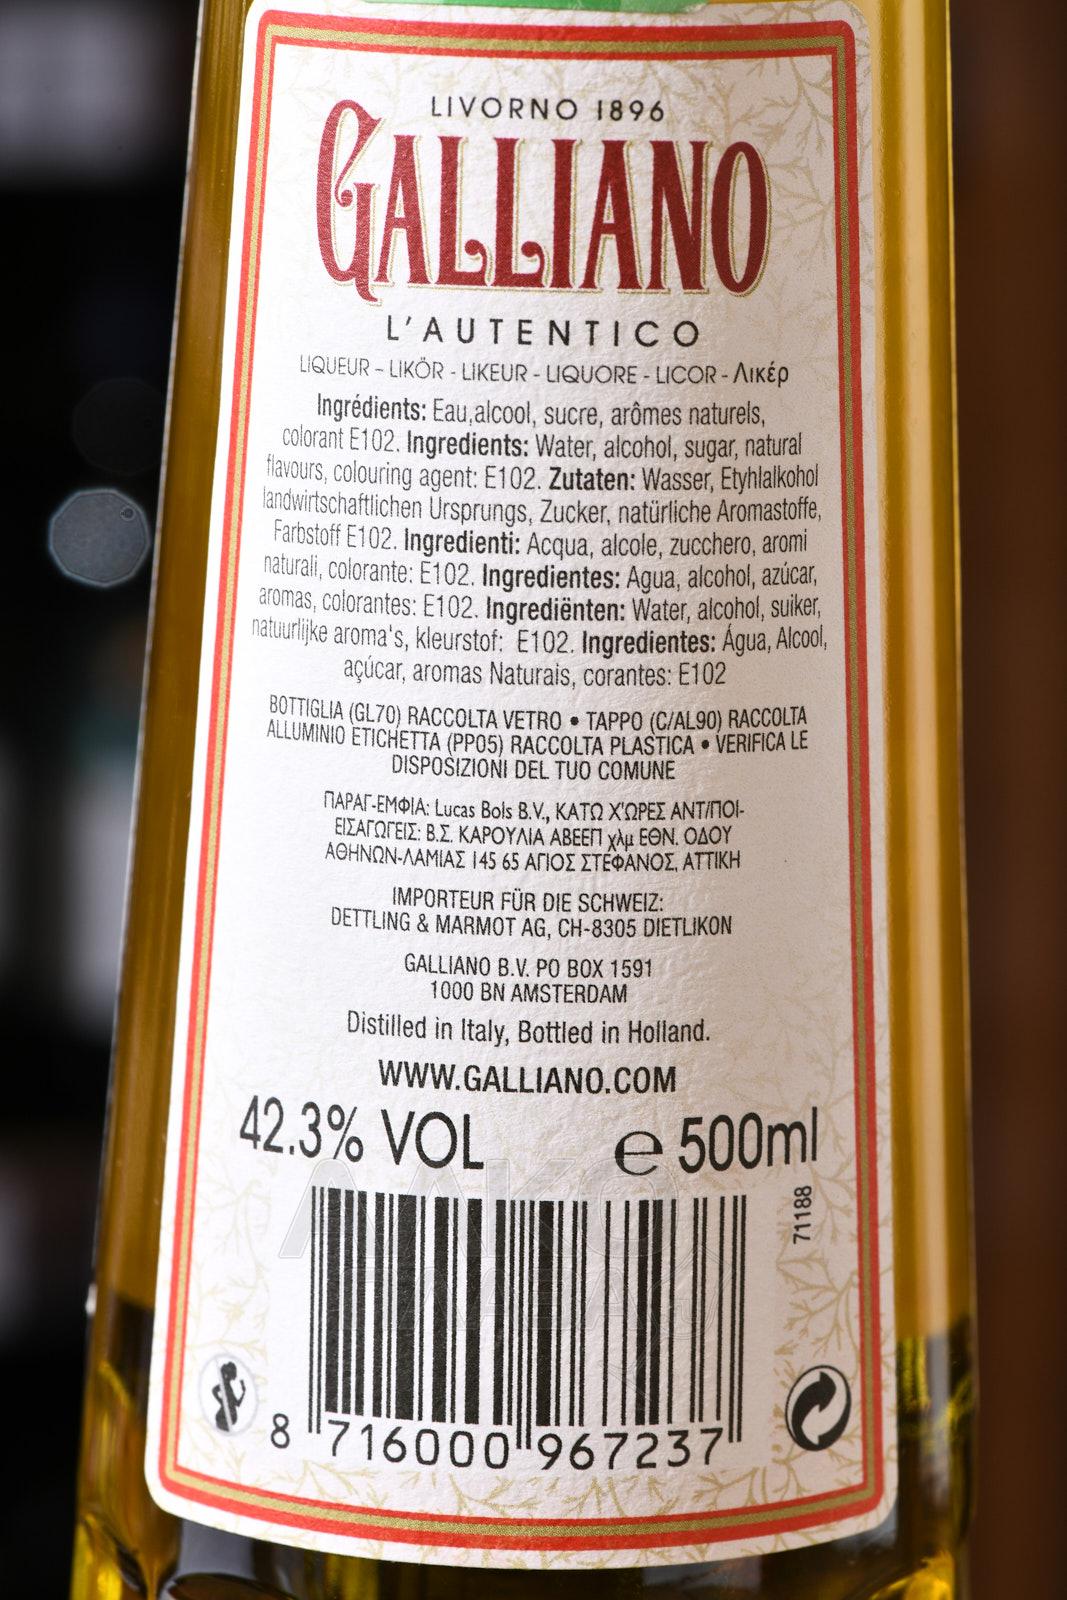 LIVORNO 1896
GALLIANO
L'AUTENTICO
LIQUEUR - LIKÖR - LIKEUR - LIQUORE - LICOR - Λικέρ
Ingrédients: Eau,alcool, sucre, arômes naturels,
colorant E102. Ingredients: Water, alcohol, sugar, natural
flavours, colouring agent: E102. Zutaten: Wasser, Etyhlalkohol
landwirtschaftlichen Ursprungs, Zucker, natürliche Aromastoffe,
Farbstoff E102. Ingredienti: Acqua, alcole, zucchero, aromi
naturali, colorante: E102. Ingredientes: Agua, alcohol, azúcar,
aromas, colorantes: E102. Ingrediënten: Water, alcohol, suiker,
natuurlijke aroma's, kleurstof: E102. Ingredientes: Água, Alcool,
açúcar, aromas Naturais, corantes: E102
BOTTIGLIA (GL70) RACCOLTA VETRO • TAPPO (C/AL90) RACCOLTA
ALLUMINIO ETICHETTA (PP05) RACCOLTA PLASTICA • VERIFICA LE
DISPOSIZIONI DEL TUO COMUNE
ΠΑΡΑΓ-ΕΜΦΙΑ: Lucas Bols B.V., ΚΑΤΩ Χ'ΩΡΕΣ ΑΝΤ/ΠΟΙ-
ΕΙΣΑΓΩΓΕΙΣ: Β.Σ. ΚΑΡΟΥΛΙΑ ΑΒΕΕΠ χλμ ΕΘΝ. ΟΔΟΥ
ΑΘΗΝΩΝ-ΛΑΜΙΑΣ 145 65 ΑΓΙΟΣ ΣΤΕΦΑΝΟΣ, ΑΤΤΙΚΗ
IMPORTEUR FÜR DIE SCHWEIZ:
DETTLING & MARMOT AG, CH-8305 DIETLIKON
GALLIANO B.V. PO BOX 1591
1000 BN AMSTERDAM
Distilled in Italy, Bottled in Holland.
WWW.GALLIANO.COM
42.3% VOL ℮ 500ml
71188
8 716000 967237